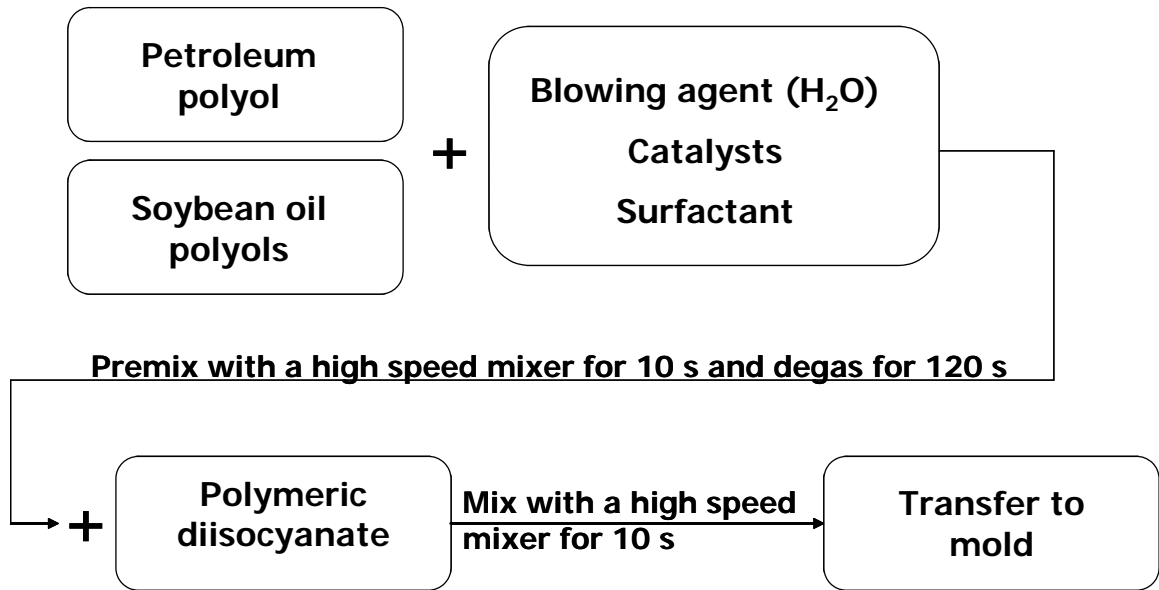 Petroleum
polyol
Soybean oil
polyols
+
Blowing agent (H₂O)
Catalysts
Surfactant
Premix with a high speed mixer for 10 s and degas for 120 s
+
Polymeric
diisocyanate
Mix with a high speed
mixer for 10 s
Transfer to
mold